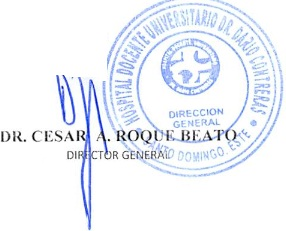 HOSPITAL DOCENTE UNIVERSITARIO DR. DARIO CONTRERAS
DIRECCION
GENERAL
SANTO DOMINGO, ESTE
DR. CESAR A. ROQUE BEATO
DIRECTOR GENERAL